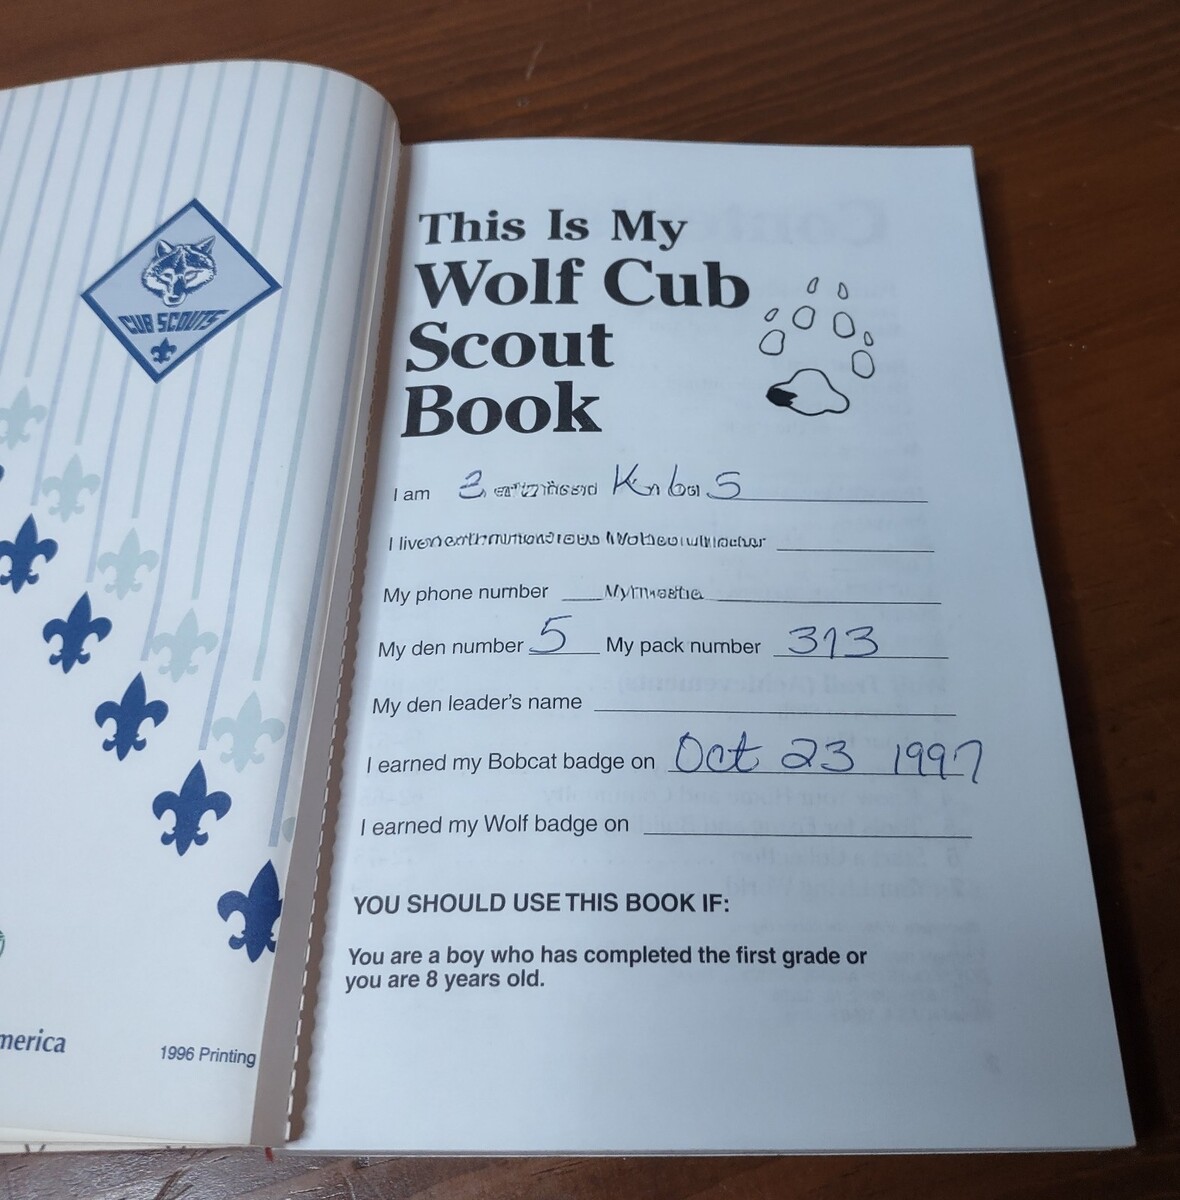 CUB SCOUTS
merica
1996 Printing
This Is My
Wolf Cub
Scout
Book
I am
I live
My phone number
My den number 5 My pack number 313
My den leader's name
I earned my Bobcat badge on Oct 23 1997
I earned my Wolf badge on
YOU SHOULD USE THIS BOOK IF:
You are a boy who has completed the first grade or
you are 8 years old.